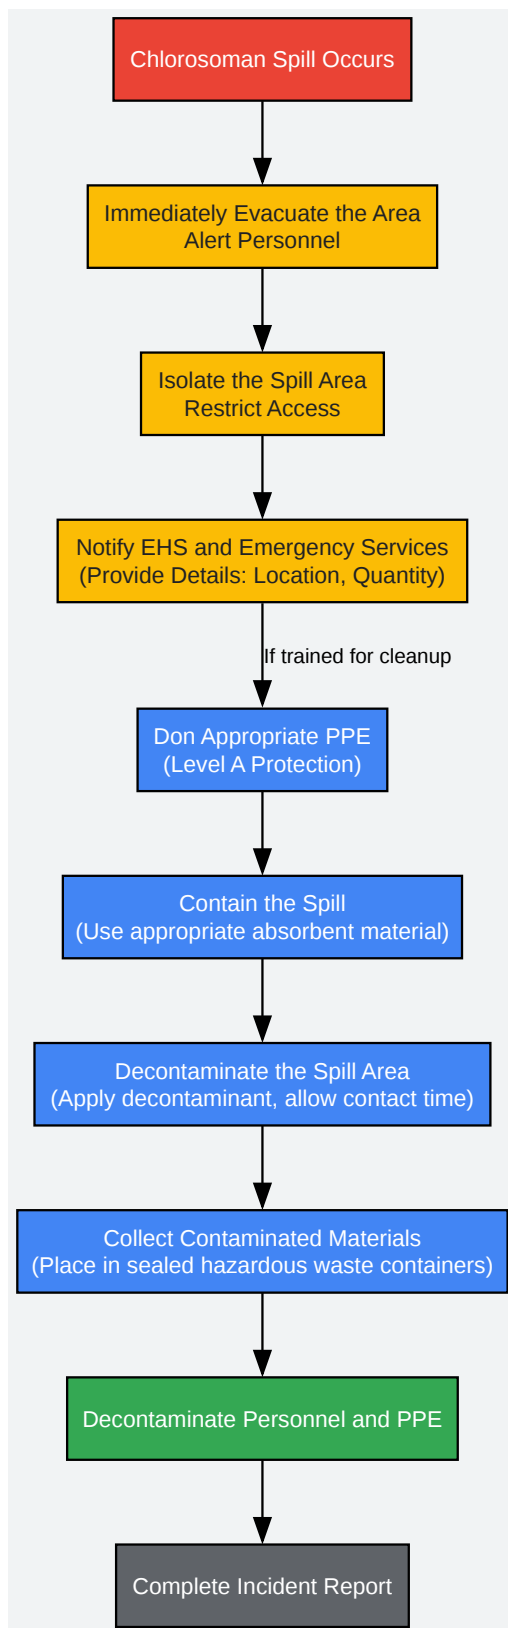 Chlorosoman Spill Occurs
Immediately Evacuate the Area
Alert Personnel
Isolate the Spill Area
Restrict Access
Notify EHS and Emergency Services
(Provide Details: Location, Quantity)
If trained for cleanup
Don Appropriate PPE
(Level A Protection)
Contain the Spill
(Use appropriate absorbent material)
Decontaminate the Spill Area
(Apply decontaminant, allow contact time)
Collect Contaminated Materials
(Place in sealed hazardous waste containers)
Decontaminate Personnel and PPE
Complete Incident Report